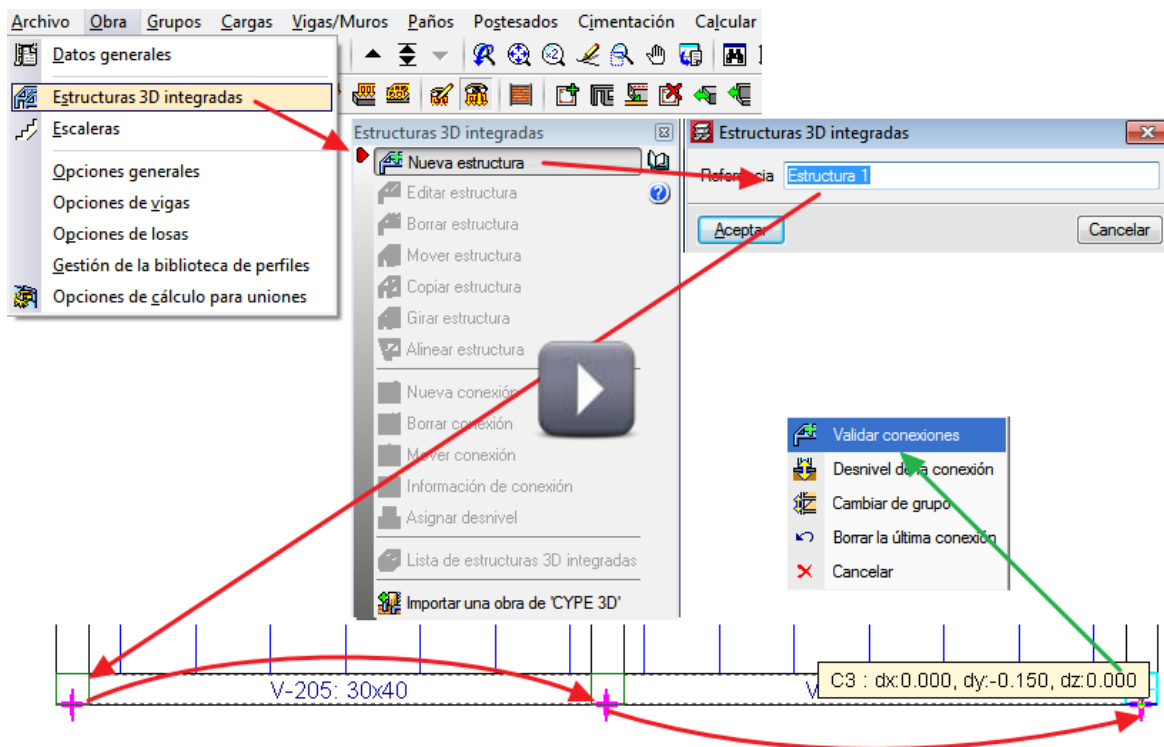 Archivo Obra Grupos Cargas Vigas/Muros Paños Postesados Cimentación Calcular
Datos generales
Estructuras 3D integradas
Escaleras
Opciones generales
Opciones de vigas
Opciones de losas
Gestión de la biblioteca de perfiles
Opciones de cálculo para uniones
Estructuras 3D integradas
Nueva estructura
Editar estructura
Borrar estructura
Mover estructura
Copiar estructura
Girar estructura
Alinear estructura
Nueva conexión
Borrar conexión
Mover conexión
Información de conexión
Asignar desnivel
Lista de estructuras 3D integradas
Importar una obra de 'CYPE 3D'
Estructuras 3D integradas
Referencia Estructura 1
Aceptar Cancelar
Validar conexiones
Desnivel de la conexión
Cambiar de grupo
Borrar la última conexión
Cancelar
C3 : dx:0.000, dy:-0.150, dz:0.000
V-205: 30x40